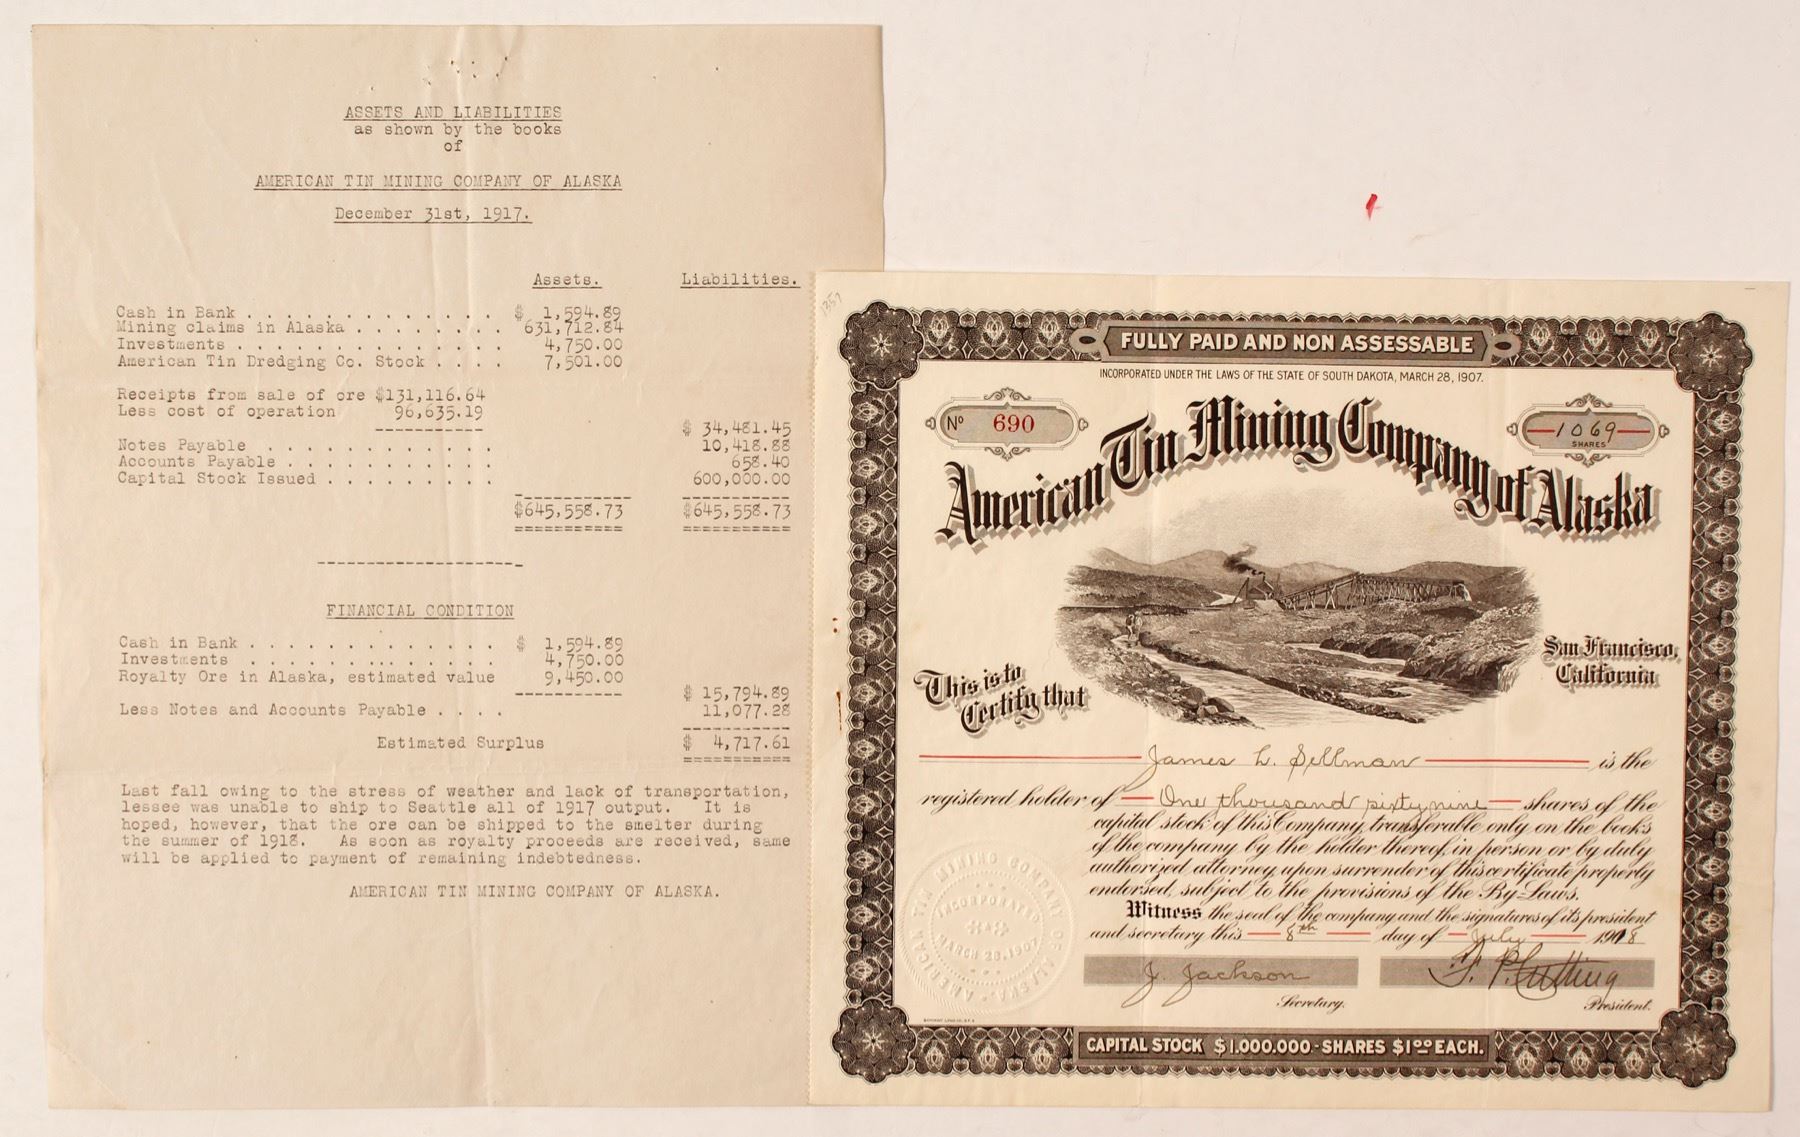 ASSETS AND LIABILITIES
as shown by the books
of
AMERICAN TIN MINING COMPANY OF ALASKA
December 31st, 1917.
Assets. Liabilities.
Cash in Bank . . . . . . . . . . . . . $ 1,594.89
Mining claims in Alaska . . . . . . . . 631,712.84
Investments . . . . . . . . . . . . . . 4,750.00
American Tin Dredging Co. Stock . . . . 7,501.00
Receipts from sale of ore $131,116.64
Less cost of operation 96,635.19
$ 34,481.45
Notes Payable . . . . . . . . . . . . 10,418.88
Accounts Payable . . . . . . . . . . . 658.40
Capital Stock Issued . . . . . . . . . 600,000.00
$645,558.73 $645,558.73
FINANCIAL CONDITION
Cash in Bank . . . . . . . . . . . . . $ 1,594.89
Investments . . . . . . . . . . . . . 4,750.00
Royalty Ore in Alaska, estimated value 9,450.00
$ 15,794.89
Less Notes and Accounts Payable . . . . 11,077.28
Estimated Surplus $ 4,717.61
Last fall owing to the stress of weather and lack of transportation,
lessee was unable to ship to Seattle all of 1917 output. It is
hoped, however, that the ore can be shipped to the smelter during
the summer of 1918. As soon as royalty proceeds are received, same
will be applied to payment of remaining indebtedness.
AMERICAN TIN MINING COMPANY OF ALASKA.
1357
FULLY PAID AND NON ASSESSABLE
INCORPORATED UNDER THE LAWS OF THE STATE OF SOUTH DAKOTA, MARCH 28, 1907.
No 690
1069
SHARES
American Tin Mining Company of Alaska
San Francisco,
California
This is to
Certify that
James L. Sellman is the
registered holder of One thousand sixty nine shares of the
capital stock of this Company, transferable only on the books
of the company by the holder thereof, in person or by duly
authorized attorney, upon surrender of this certificate properly
endorsed, subject to the provisions of the By-Laws.
Witness the seal of the company and the signatures of its president
and secretary this 8th day of July 1918
J. Jackson
Secretary.
F. P. Cutting
President.
AMERICAN TIN MINING COMPANY OF ALASKA
INCORPORATED
MARCH 28, 1907
CAPITAL STOCK $1,000,000 - SHARES $1.00 EACH.